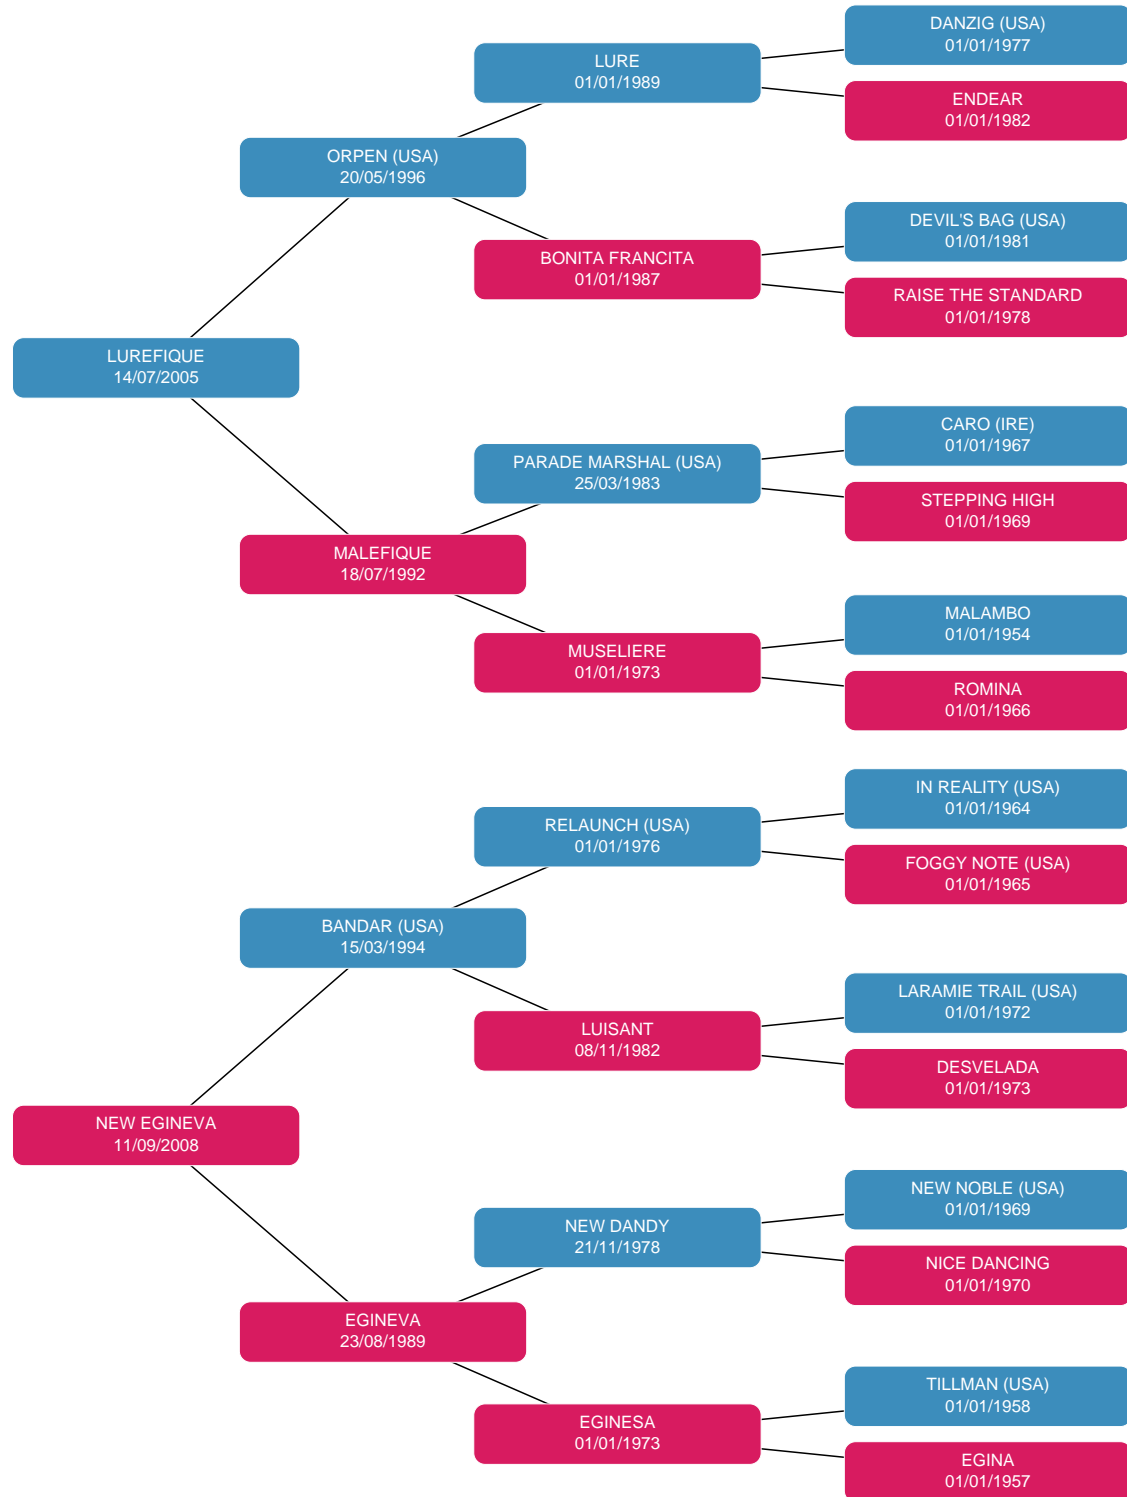 DANZIG (USA)
01/01/1977
LURE
01/01/1989
ENDEAR
01/01/1982
ORPEN (USA)
20/05/1996
DEVIL'S BAG (USA)
01/01/1981
BONITA FRANCITA
01/01/1987
RAISE THE STANDARD
01/01/1978
LUREFIQUE
14/07/2005
CARO (IRE)
01/01/1967
PARADE MARSHAL (USA)
25/03/1983
STEPPING HIGH
01/01/1969
MALEFIQUE
18/07/1992
MALAMBO
01/01/1954
MUSELIERE
01/01/1973
ROMINA
01/01/1966
IN REALITY (USA)
01/01/1964
RELAUNCH (USA)
01/01/1976
FOGGY NOTE (USA)
01/01/1965
BANDAR (USA)
15/03/1994
LARAMIE TRAIL (USA)
01/01/1972
LUISANT
08/11/1982
DESVELADA
01/01/1973
NEW EGINEVA
11/09/2008
NEW NOBLE (USA)
01/01/1969
NEW DANDY
21/11/1978
NICE DANCING
01/01/1970
EGINEVA
23/08/1989
TILLMAN (USA)
01/01/1958
EGINESA
01/01/1973
EGINA
01/01/1957